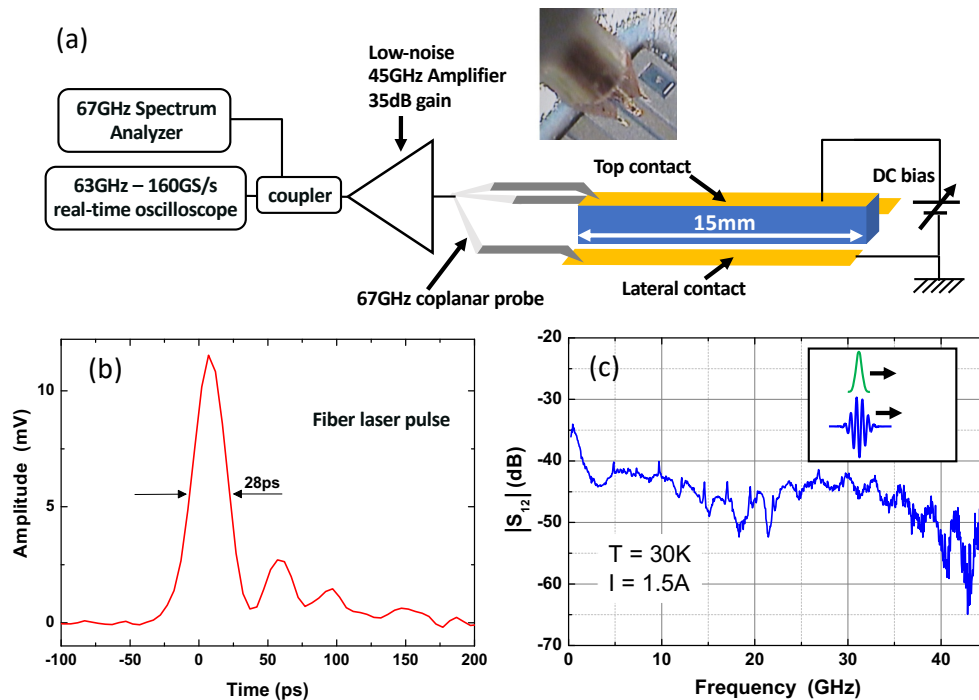 (a)
Low-noise
45GHz Amplifier
35dB gain
67GHz Spectrum
Analyzer
63GHz – 160GS/s
real-time oscilloscope
coupler
67GHz coplanar probe
Top contact
15mm
Lateral contact
DC bias
(b)
Fiber laser pulse
28ps
Amplitude (mV)
10
5
0
-100 -50 0 50 100 150 200
Time (ps)
(c)
|S12| (dB)
-20
-30
-40
-50
-60
-70
T = 30K
I = 1.5A
0 10 20 30 40
Frequency (GHz)